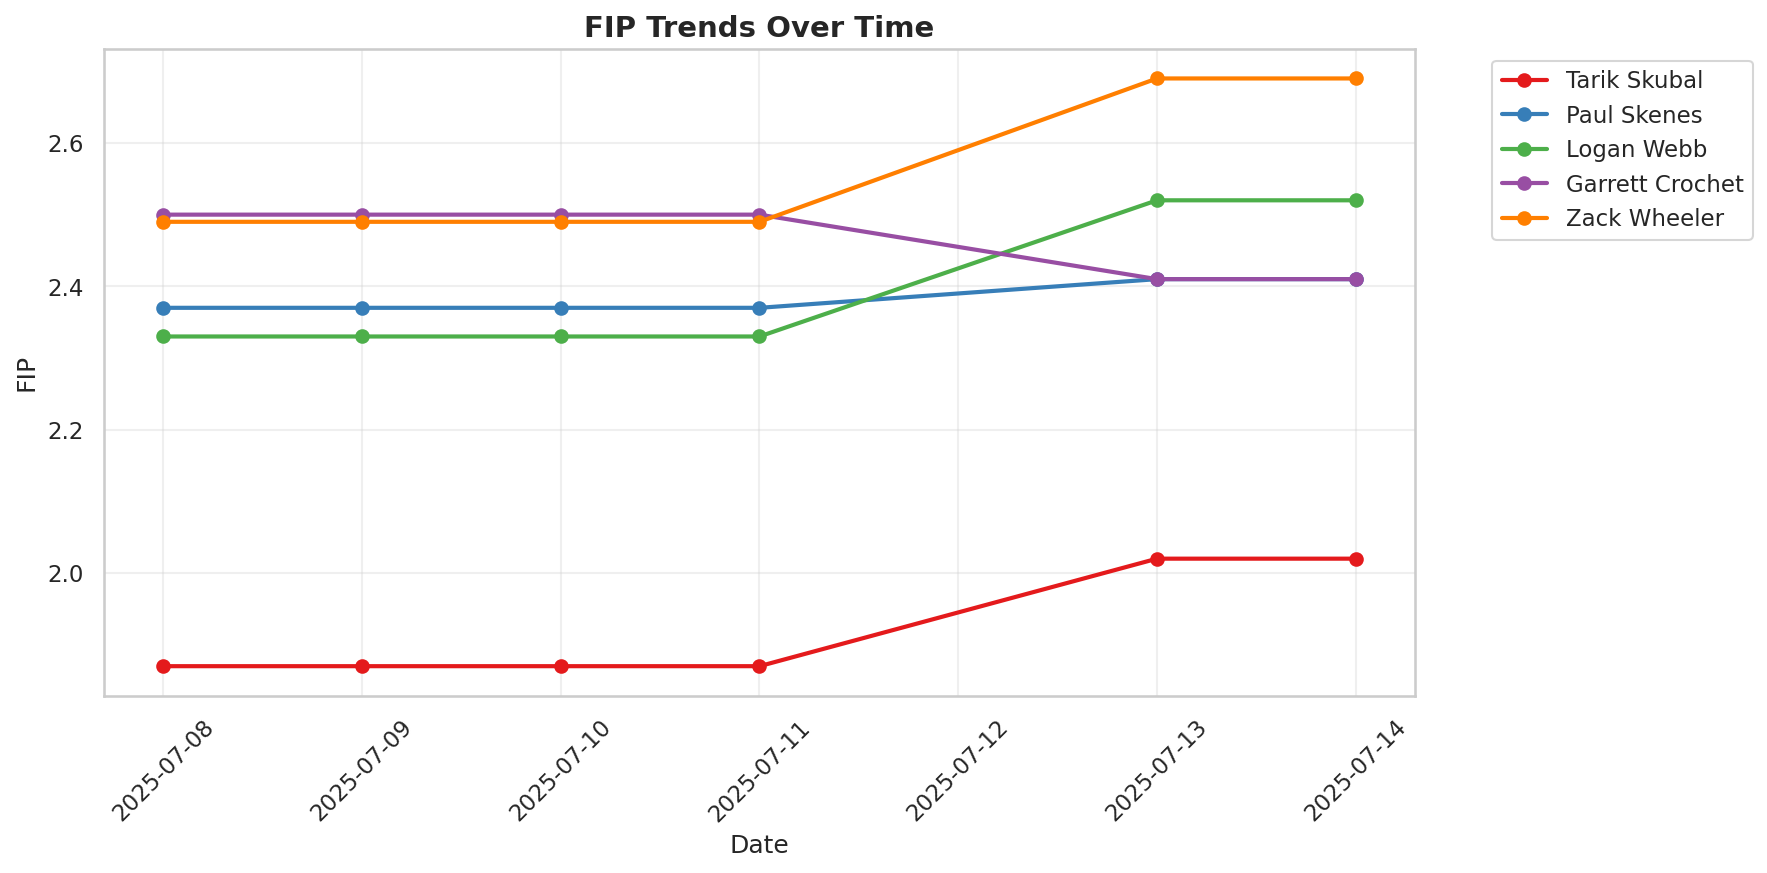 FIP Trends Over Time
Tarik Skubal
Paul Skenes
Logan Webb
Garrett Crochet
Zack Wheeler
FIP
2.6
2.4
2.2
2.0
2025-07-08
2025-07-09
2025-07-10
2025-07-11
2025-07-12
2025-07-13
2025-07-14
Date